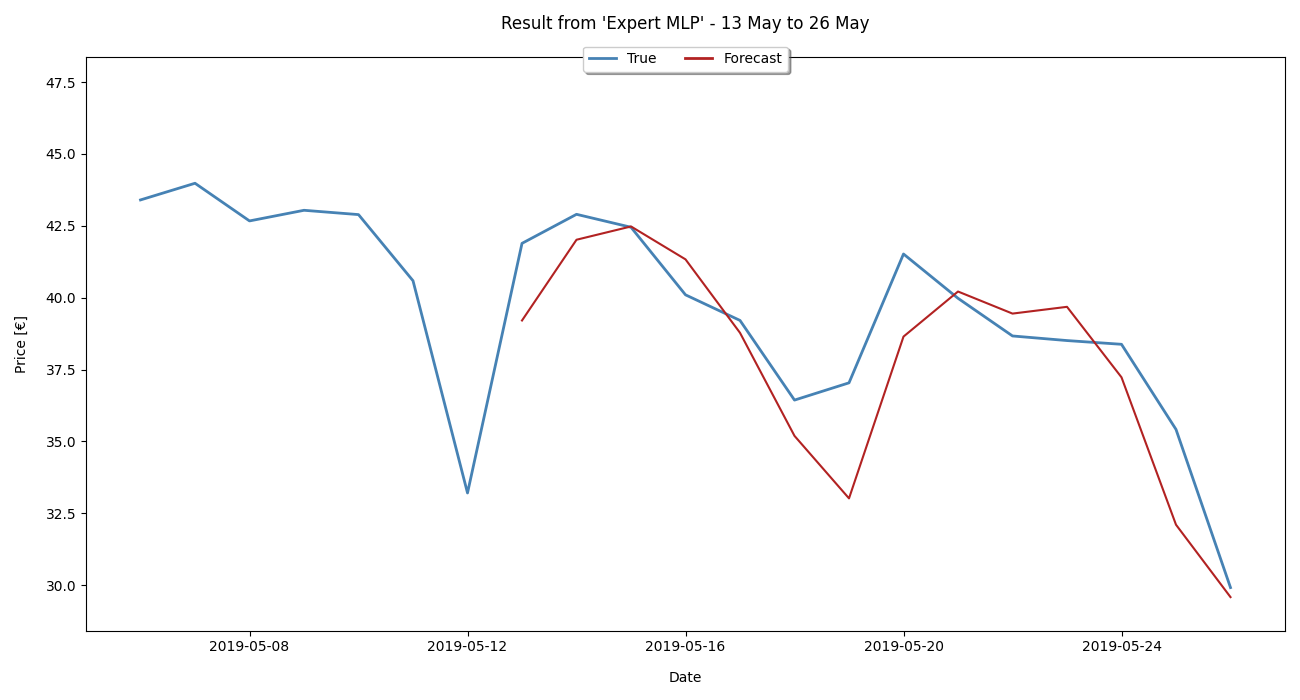 Result from 'Expert MLP' - 13 May to 26 May
True Forecast
47.5
45.0
42.5
40.0
37.5
35.0
32.5
30.0
Price [€]
2019-05-08 2019-05-12 2019-05-16 2019-05-20 2019-05-24
Date